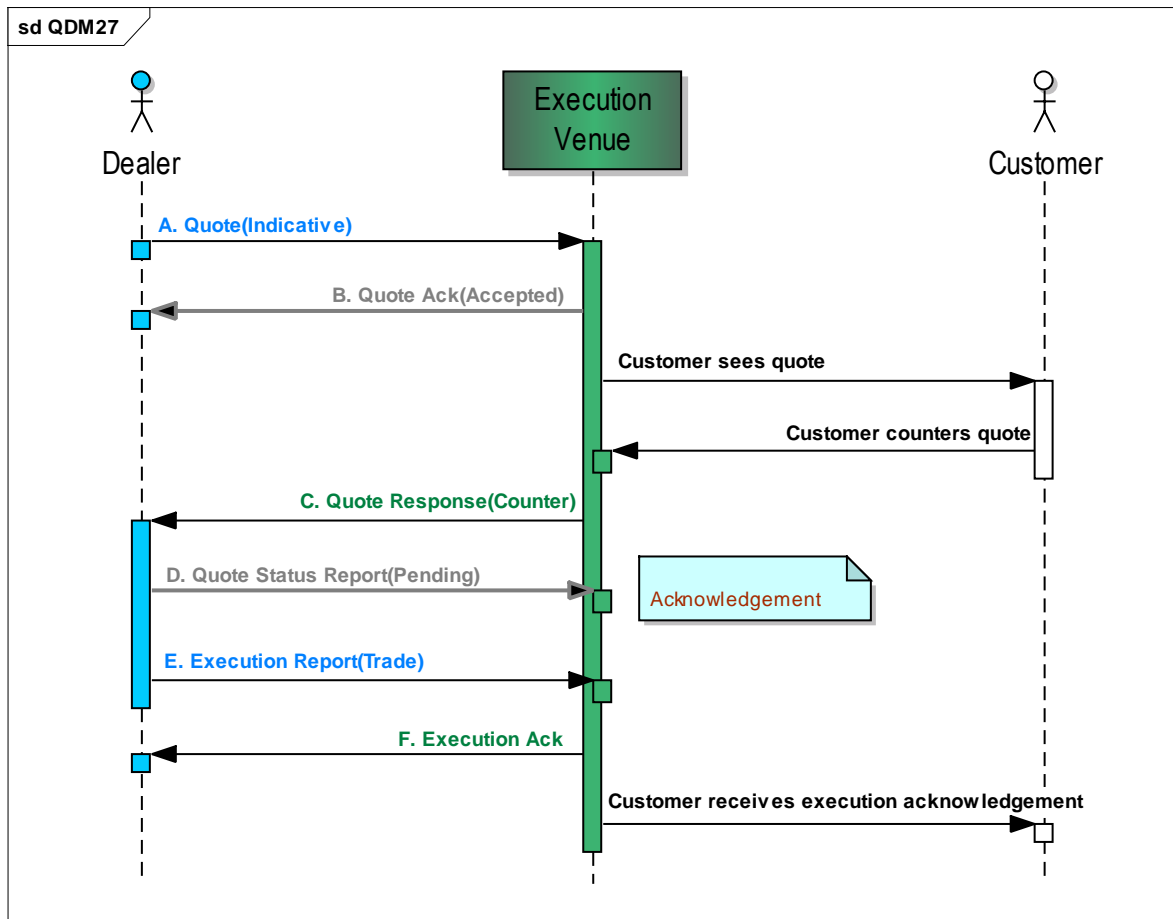 sd QDM27
Execution
Venue
Dealer
Customer
A. Quote(Indicative)
B. Quote Ack(Accepted)
Customer sees quote
Customer counters quote
C. Quote Response(Counter)
D. Quote Status Report(Pending)
Acknowledgement
E. Execution Report(Trade)
F. Execution Ack
Customer receives execution acknowledgement